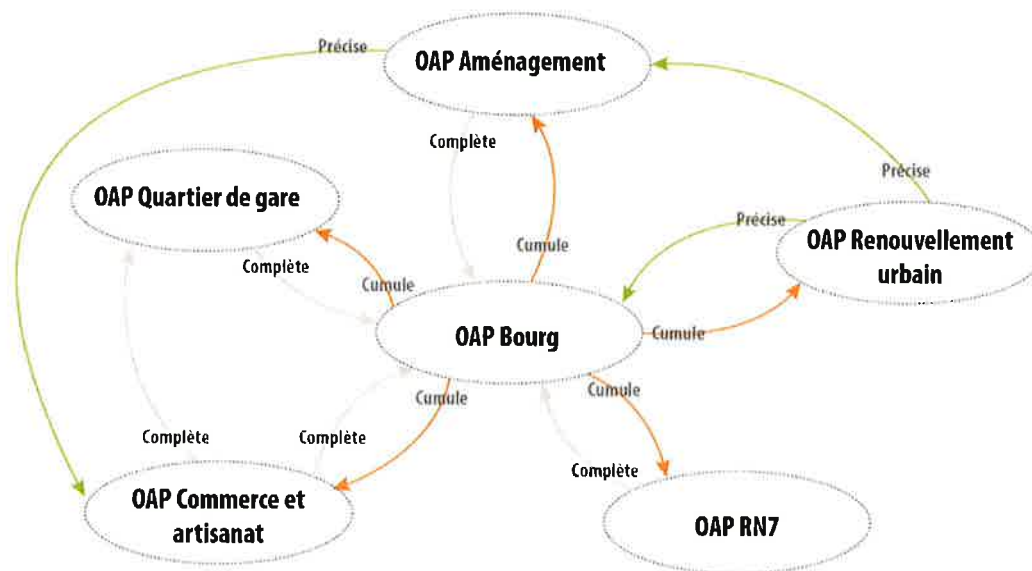 Précise
OAP Aménagement
Complète
OAP Quartier de gare
Précise
Précise
OAP Renouvellement
urbain
Cumule
Complète
Cumule
OAP Bourg
Cumule
Cumule
Cumule
Complète
Complète
Complète
OAP Commerce et
artisanat
OAP RN7